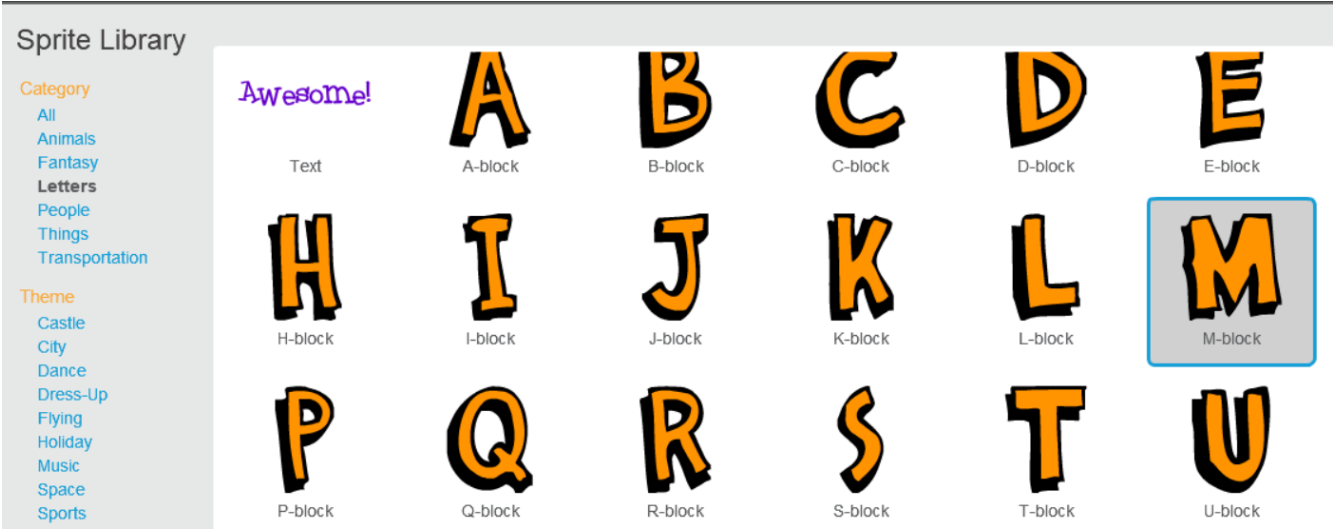 Sprite Library
Category
All
Animals
Fantasy
Letters
People
Things
Transportation
Theme
Castle
City
Dance
Dress-Up
Flying
Holiday
Music
Space
Sports
Awesome! A B C D E
Text A-block B-block C-block D-block E-block
H I J K L M
H-block I-block J-block K-block L-block M-block
P Q R S T U
P-block Q-block R-block S-block T-block U-block